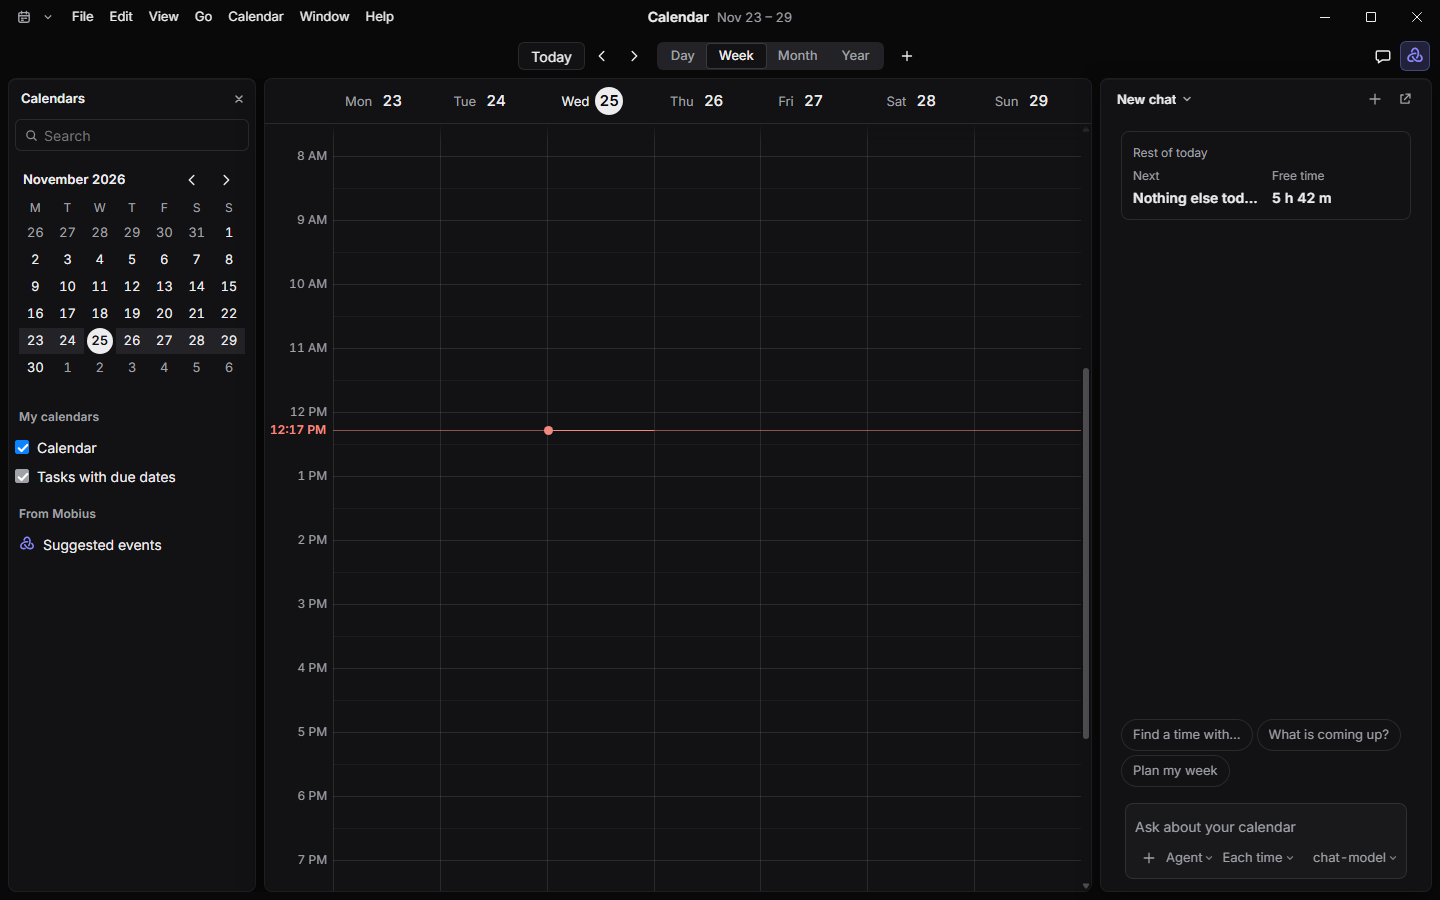 File Edit View Go Calendar Window Help
Calendar Nov 23 – 29
Today Day Week Month Year
Calendars
Search
November 2026
M T W T F S S
26 27 28 29 30 31 1
2 3 4 5 6 7 8
9 10 11 12 13 14 15
16 17 18 19 20 21 22
23 24 25 26 27 28 29
30 1 2 3 4 5 6
My calendars
Calendar
Tasks with due dates
From Mobius
Suggested events
Mon 23 Tue 24 Wed 25 Thu 26 Fri 27 Sat 28 Sun 29
8 AM
9 AM
10 AM
11 AM
12 PM
12:17 PM
1 PM
2 PM
3 PM
4 PM
5 PM
6 PM
7 PM
New chat
Rest of today
Next Free time
Nothing else tod... 5 h 42 m
Find a time with... What is coming up?
Plan my week
Ask about your calendar
Agent Each time chat-model